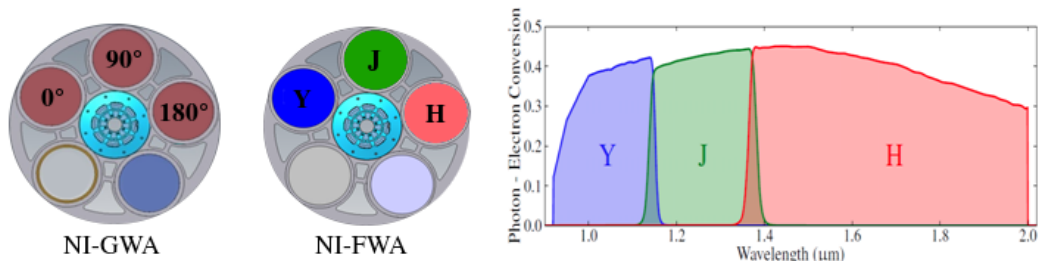 90°
0°
180°
NI-GWA
J
Y
H
NI-FWA
Photon - Electron Conversion
0.5
0.4
0.3
0.2
0.1
0.0
Y
J
H
1.0 1.2 1.4 1.6 1.8 2.0
Wavelength (μm)